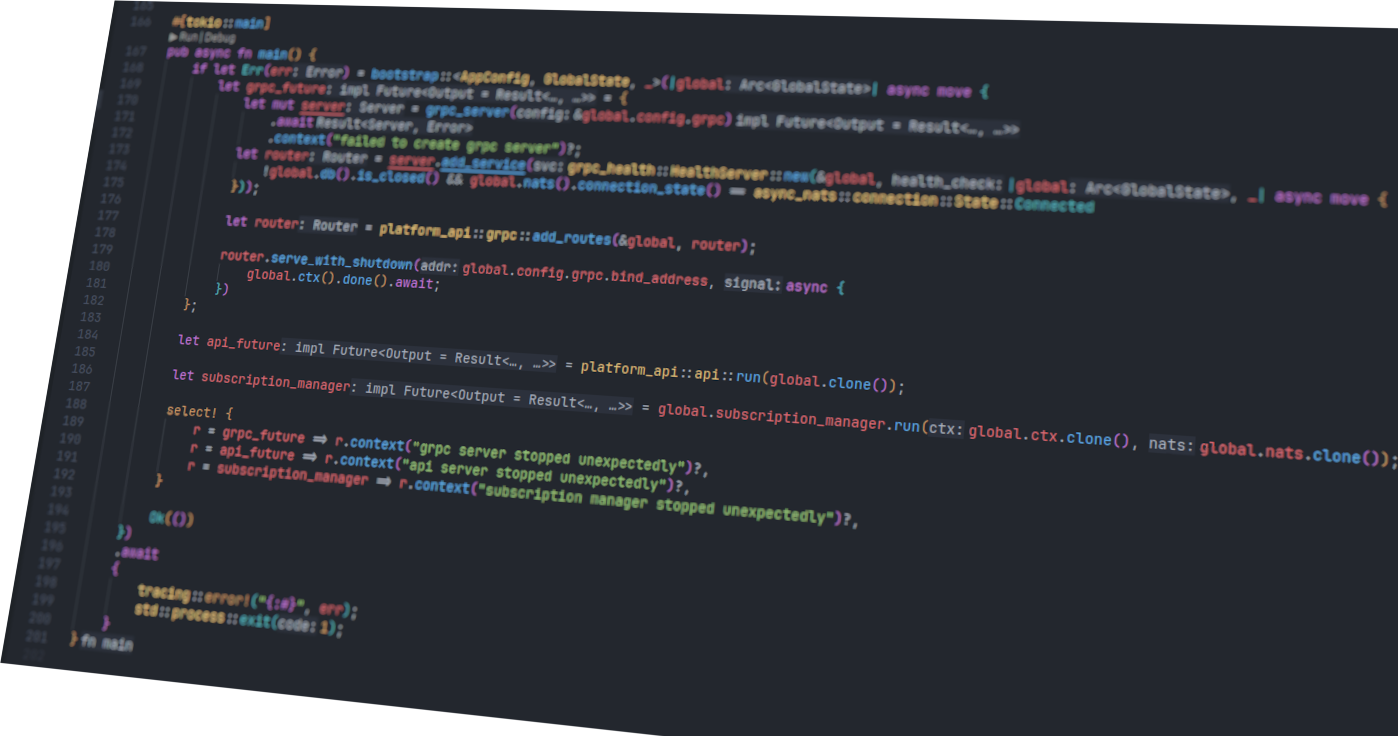 165
166 #[tokio::main]
▶ Run|Debug
167 pub async fn main() {
168 if let Err(err: Error) = bootstrap::<AppConfig, GlobalState, _>(|global: Arc<GlobalState>| async move {
169 let grpc_future: impl Future<Output = Result<…, …>> = {
170 let mut server: Server = grpc_server(config: &global.config.grpc) impl Future<Output = Result<…, …>>
171 .await Result<Server, Error>
172 .context("failed to create grpc server")?;
173 let router: Router = server.add_service(svc: grpc_health::HealthServer::new(&global, health_check: |global: Arc<GlobalState>, _| async move {
174 !global.db().is_closed() && global.nats().connection_state() == async_nats::connection::State::Connected
175 }));
176
177 let router: Router = platform_api::grpc::add_routes(&global, router);
178
179 router.serve_with_shutdown(addr: global.config.grpc.bind_address, signal: async {
180 global.ctx().done().await;
181 })
182 };
183
184 let api_future: impl Future<Output = Result<…, …>> = platform_api::api::run(global.clone());
185
186 let subscription_manager: impl Future<Output = Result<…, …>> = global.subscription_manager.run(ctx: global.ctx.clone(), nats: global.nats.clone());
187
188 select! {
189 r = grpc_future => r.context("grpc server stopped unexpectedly")?,
190 r = api_future => r.context("api server stopped unexpectedly")?,
191 r = subscription_manager => r.context("subscription manager stopped unexpectedly")?,
192 }
193
194 Ok(())
195 })
196 .await
197 {
198 tracing::error!("{:#}", err);
199 std::process::exit(code: 1);
200 }
201 } fn main
202